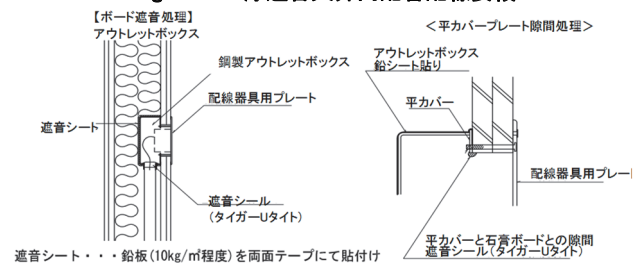 【ボード遮音処理】
アウトレットボックス
鋼製アウトレットボックス
配線器具用プレート
遮音シート
遮音シール
(タイガーUタイト)
遮音シート・・・鉛板(10kg/㎡程度)を両面テープにて貼付け
＜平カバープレート隙間処理＞
アウトレットボックス
鉛シート貼り
平カバー
配線器具用プレート
平カバーと石膏ボードとの隙間
遮音シール(タイガーUタイト)